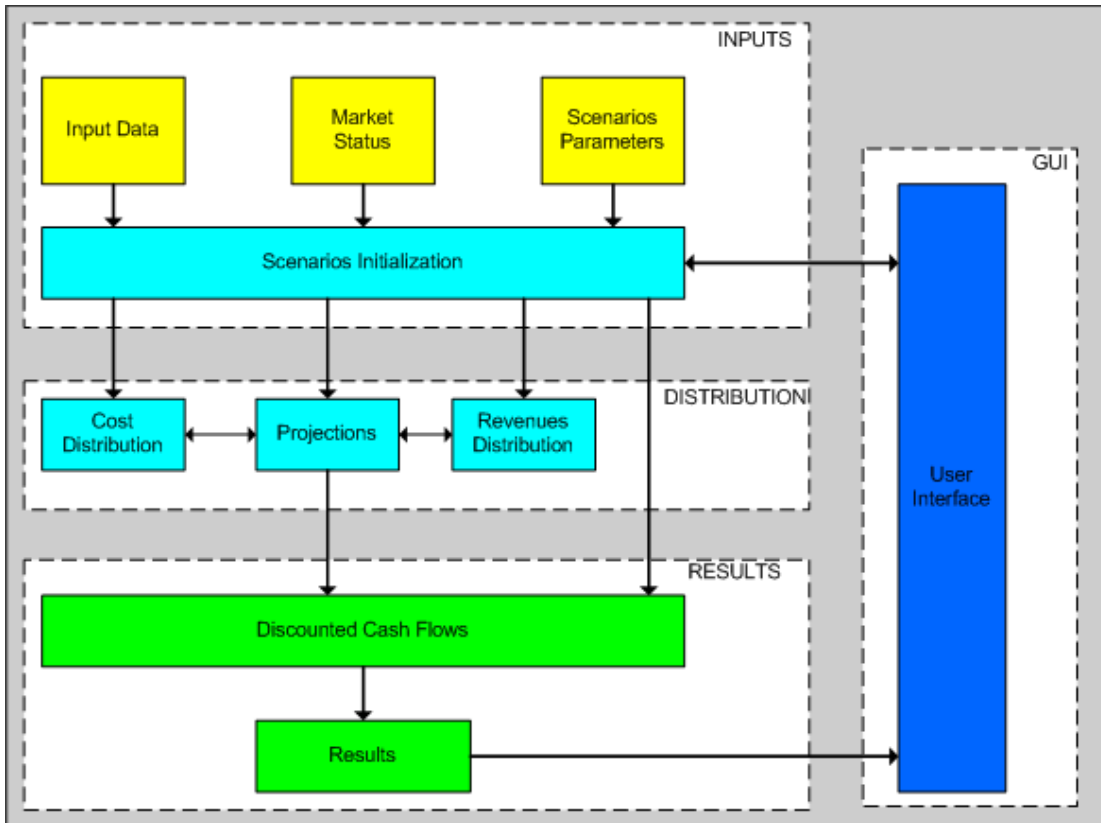 INPUTS
Input Data
Market
Status
Scenarios
Parameters
GUI
Scenarios Initialization
DISTRIBUTION
Cost
Distribution
Projections
Revenues
Distribution
User
Interface
RESULTS
Discounted Cash Flows
Results